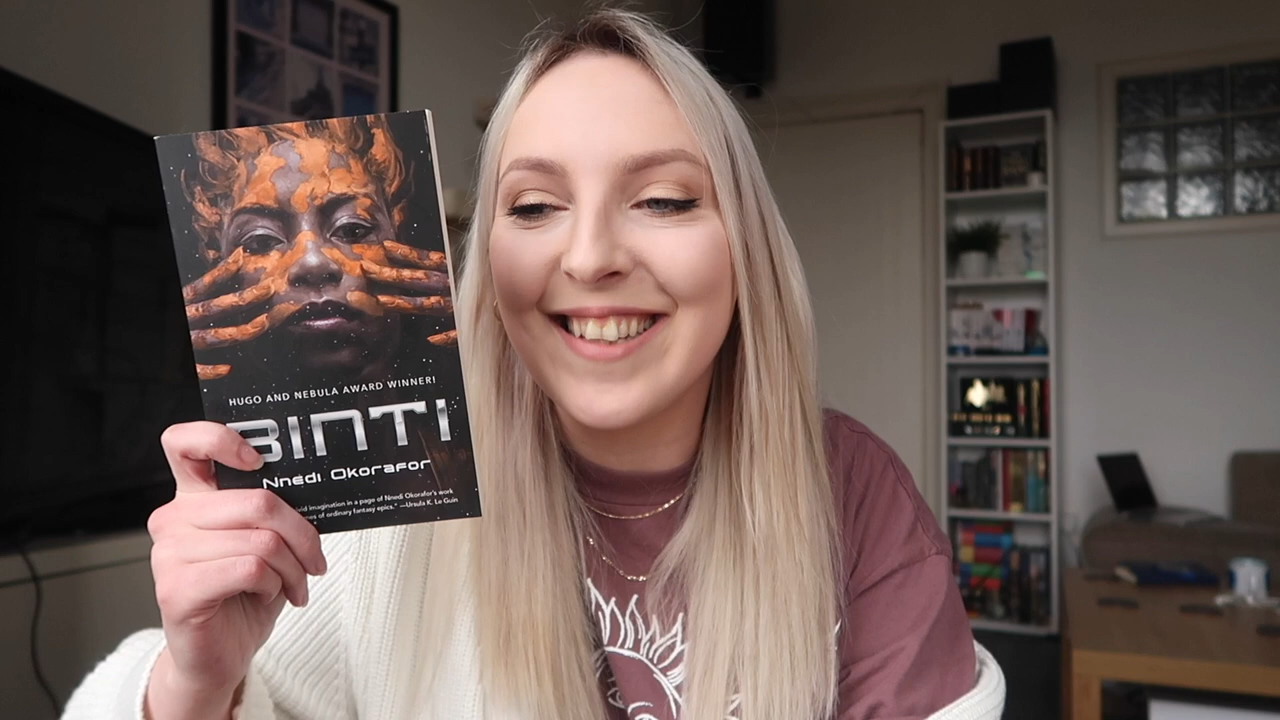 HUGO AND NEBULA AWARD WINNER!
BINTI
Nnedi Okorafor
imagination in a page of Nnedi Okorafor's work
of ordinary fantasy epics." —Ursula K. Le Guin